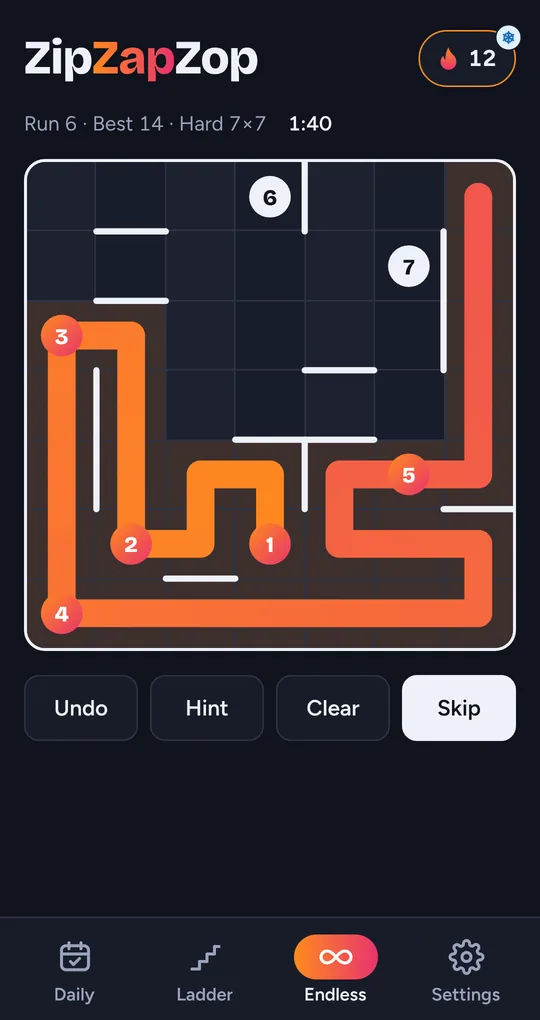 ZipZapZop
12
Run 6 · Best 14 · Hard 7×7 1:40
6
7
3
5
2
1
4
Undo
Hint
Clear
Skip
Daily
Ladder
Endless
Settings